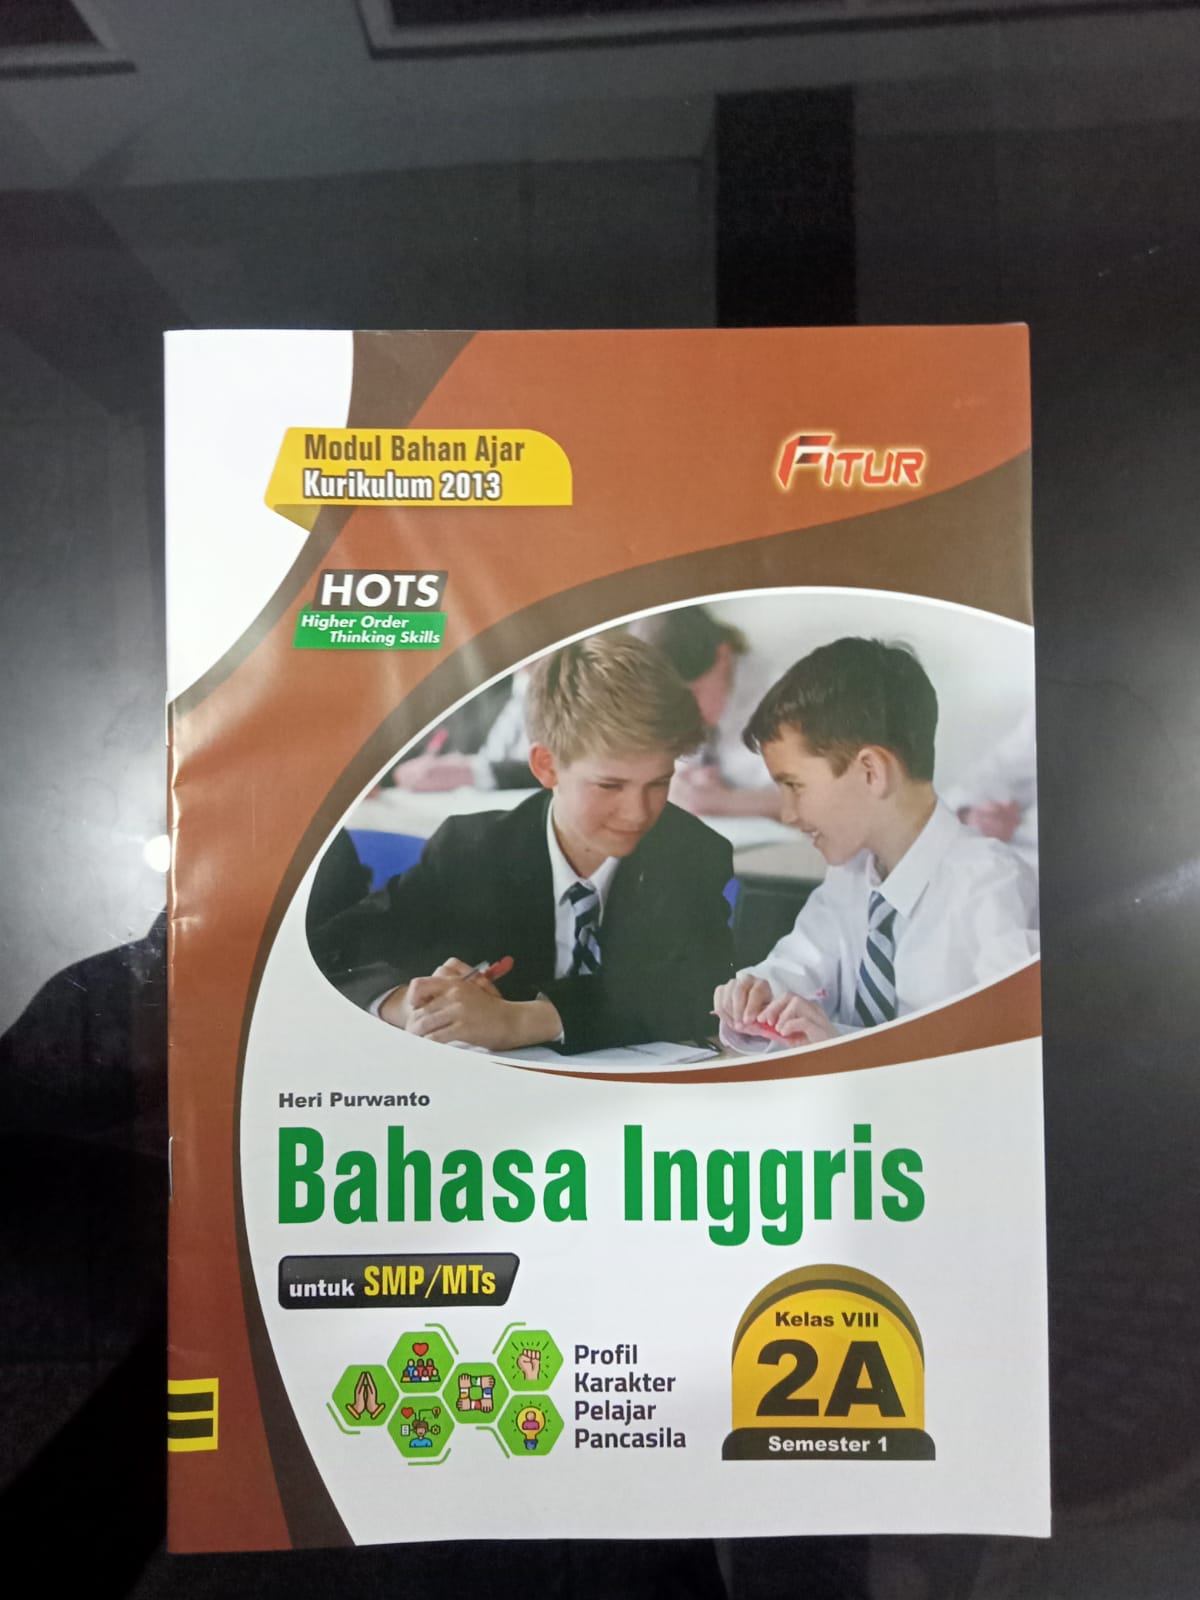 Modul Bahan Ajar
Kurikulum 2013
FITUR
HOTS
Higher Order
Thinking Skills
Heri Purwanto
Bahasa Inggris
untuk SMP/MTs
Profil
Karakter
Pelajar
Pancasila
Kelas VIII
2A
Semester 1